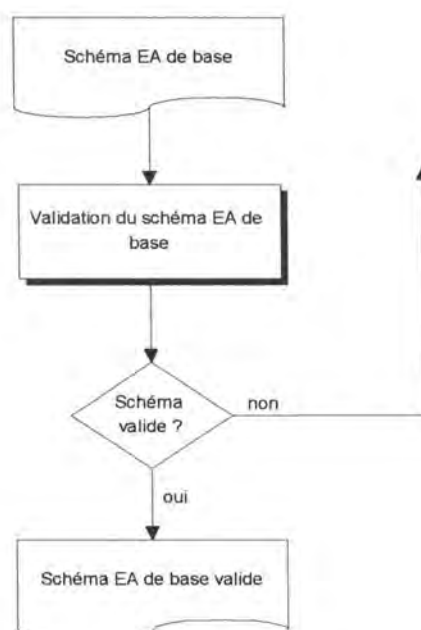 Schéma EA de base
Validation du schéma EA de
base
Schéma
valide ?
non
oui
Schéma EA de base valide